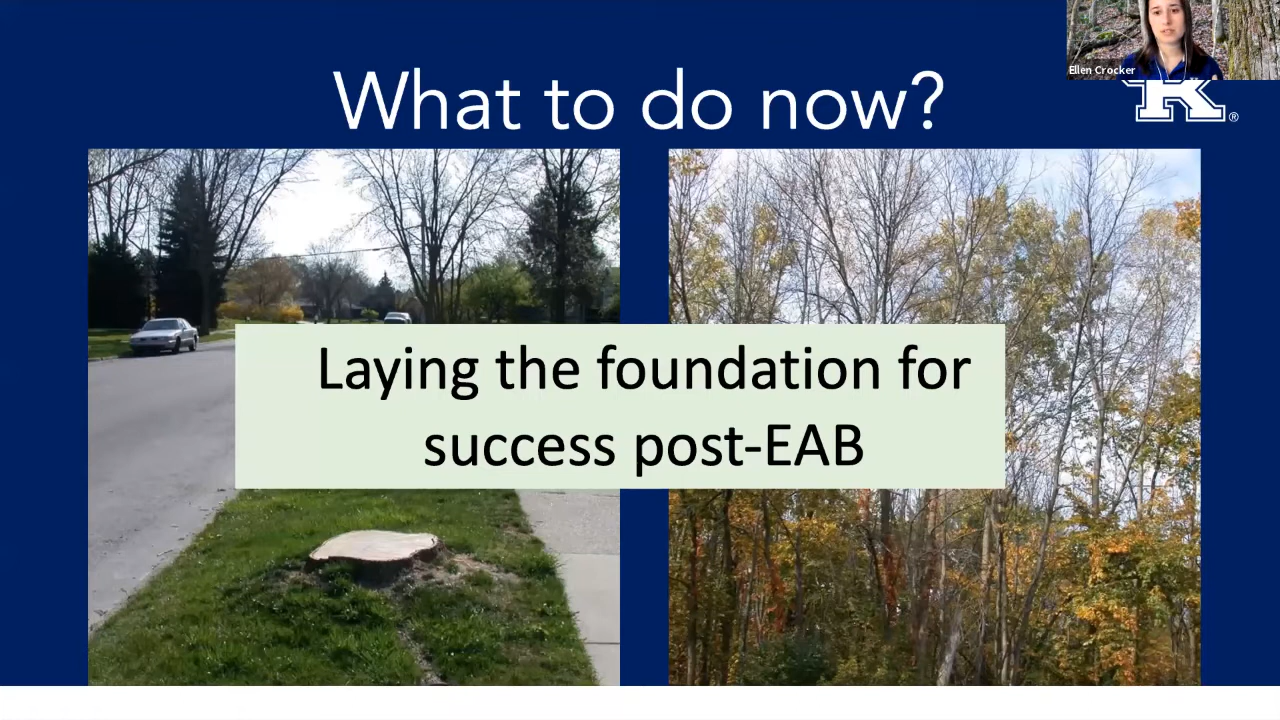 Ellen Crocker
What to do now?
K®
Laying the foundation for
success post-EAB